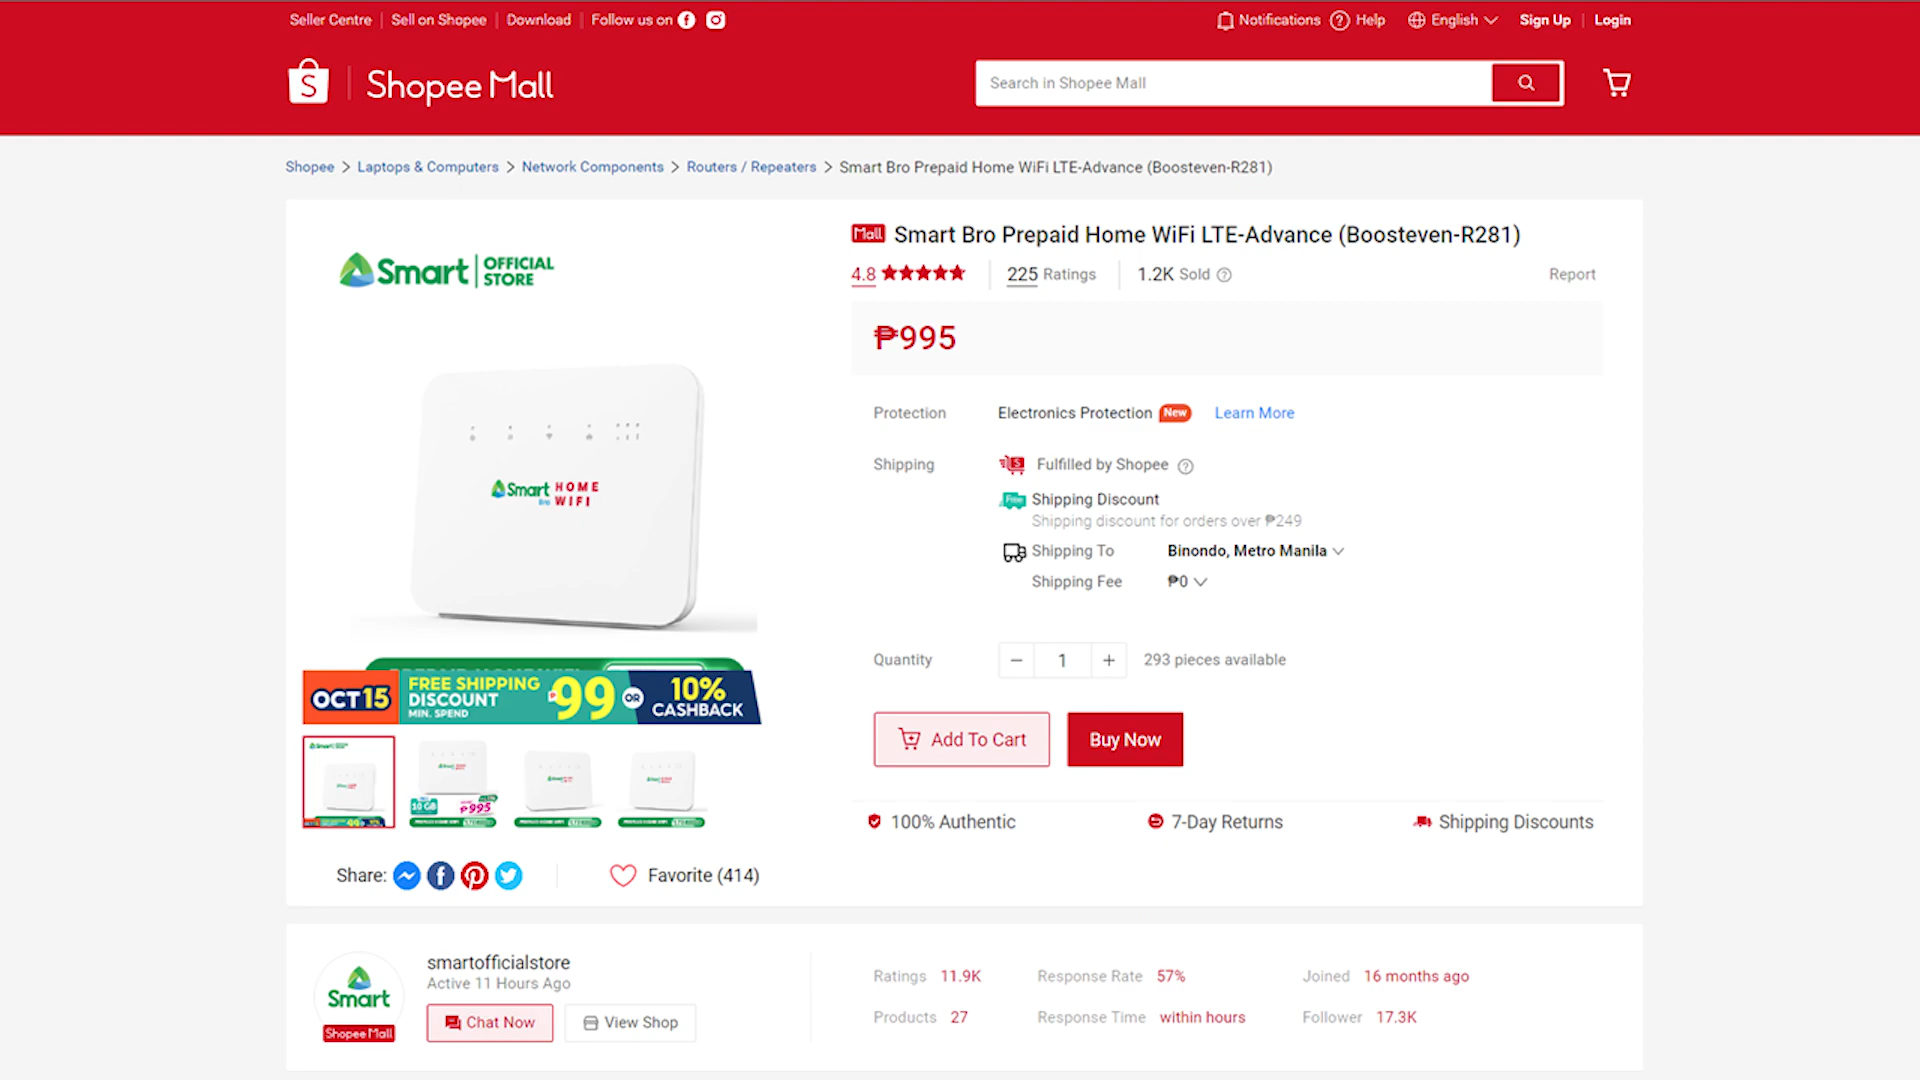 Seller Centre | Sell on Shopee | Download | Follow us on
Notifications Help English Sign Up | Login
S | Shopee Mall
Search in Shopee Mall
Shopee > Laptops & Computers > Network Components > Routers / Repeaters > Smart Bro Prepaid Home WiFi LTE-Advance (Boosteven-R281)
Smart | OFFICIAL STORE
Smart Bro HOME WIFI
OCT 15 FREE SHIPPING DISCOUNT MIN. SPEND ₱99 OR 10% CASHBACK
10 GB ₱995
Share:
Favorite (414)
Mall Smart Bro Prepaid Home WiFi LTE-Advance (Boosteven-R281)
4.8 225 Ratings 1.2K Sold
Report
₱995
Protection Electronics Protection New Learn More
Shipping Fulfilled by Shopee
Free Shipping Discount
Shipping discount for orders over ₱249
Shipping To Binondo, Metro Manila
Shipping Fee ₱0
Quantity − 1 + 293 pieces available
Add To Cart Buy Now
100% Authentic 7-Day Returns Shipping Discounts
Smart
Shopee Mall
smartofficialstore
Active 11 Hours Ago
Chat Now View Shop
Ratings 11.9K Response Rate 57% Joined 16 months ago
Products 27 Response Time within hours Follower 17.3K